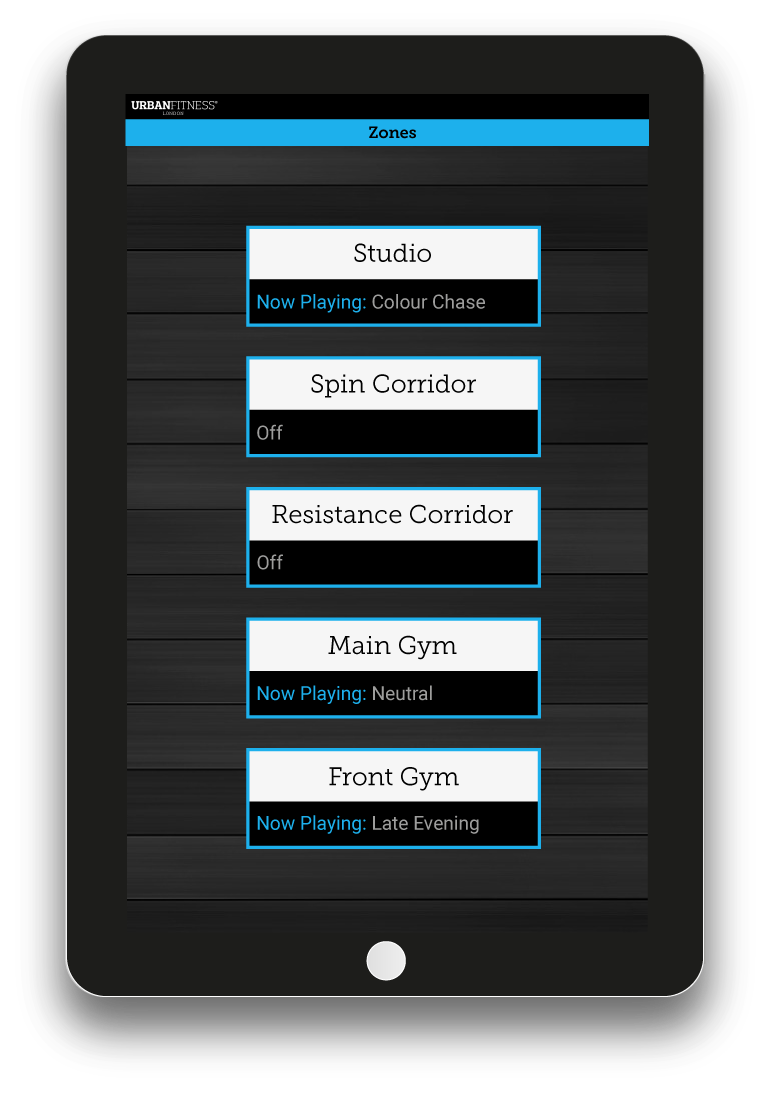 URBANFITNESS®
LONDON
Zones
Studio
Now Playing: Colour Chase
Spin Corridor
Off
Resistance Corridor
Off
Main Gym
Now Playing: Neutral
Front Gym
Now Playing: Late Evening